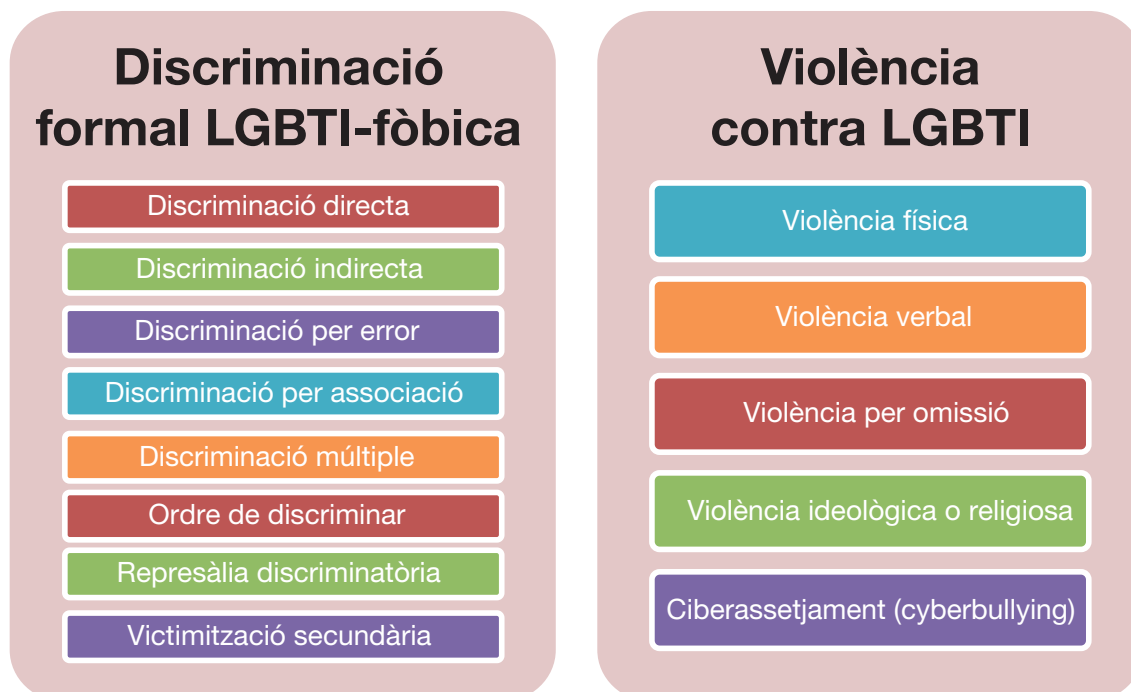 Discriminació
formal LGBTI-fòbica
Discriminació directa
Discriminació indirecta
Discriminació per error
Discriminació per associació
Discriminació múltiple
Ordre de discriminar
Represàlia discriminatòria
Victimització secundària
Violència
contra LGBTI
Violència física
Violència verbal
Violència per omissió
Violència ideològica o religiosa
Ciberassetjament (cyberbullying)